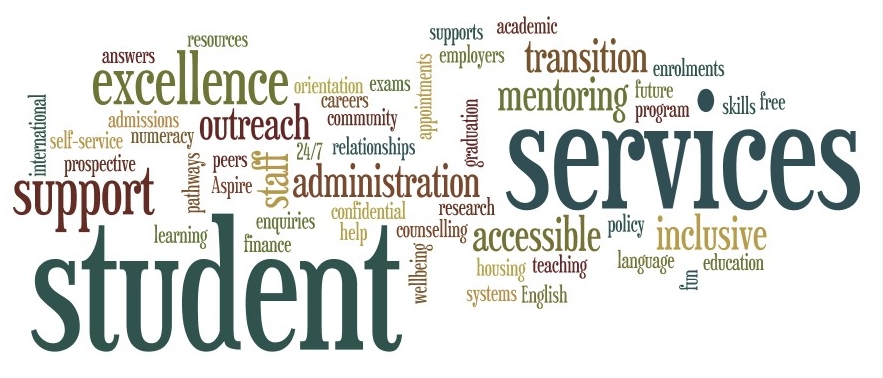 supports
academic
resources
answers
employers
transition
enrolments
excellence
orientation
exams
appointments
mentoring
future
careers
program
skills
free
international
admissions
outreach
community
graduation
services
self-service
numeracy
24/7
relationships
prospective
pathways
peers
staff
Aspire
administration
support
confidential
research
student
learning
enquiries
finance
help
counselling
accessible
policy
inclusive
wellbeing
housing
teaching
language
fun
education
systems
English